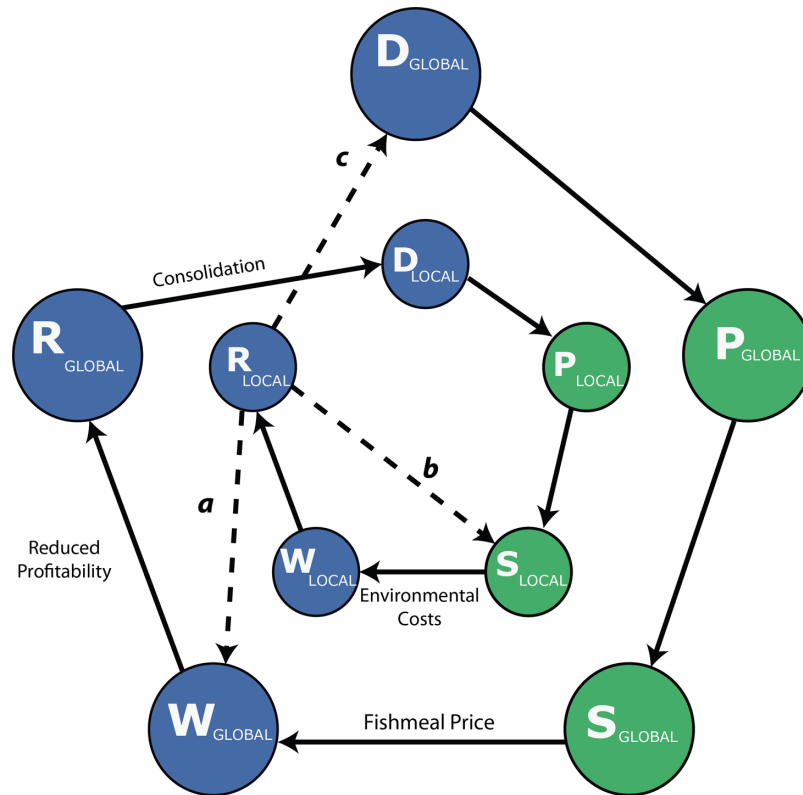 D GLOBAL
c
Consolidation
D LOCAL
R GLOBAL
R LOCAL
P LOCAL
P GLOBAL
a
b
Reduced
Profitability
W LOCAL
S LOCAL
Environmental
Costs
W GLOBAL
Fishmeal Price
S GLOBAL